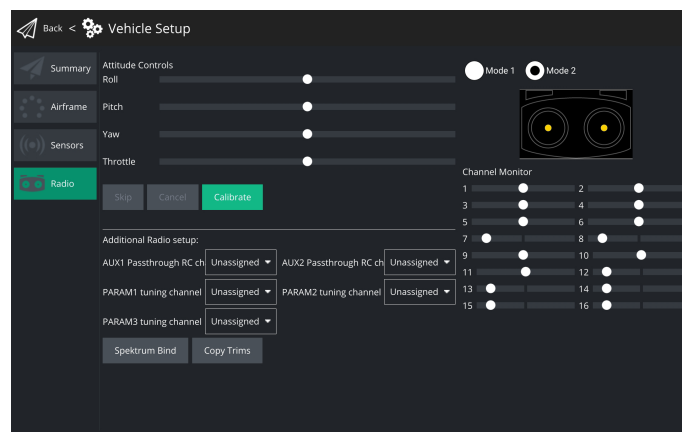 Back < Vehicle Setup
Summary
Airframe
Sensors
Radio
Attitude Controls
Roll
Pitch
Yaw
Throttle
Skip Cancel Calibrate
Additional Radio setup:
AUX1 Passthrough RC ch Unassigned AUX2 Passthrough RC ch Unassigned
PARAM1 tuning channel Unassigned PARAM2 tuning channel Unassigned
PARAM3 tuning channel Unassigned
Spektrum Bind Copy Trims
Mode 1 Mode 2
Channel Monitor
1 2
3 4
5 6
7 8
9 10
11 12
13 14
15 16